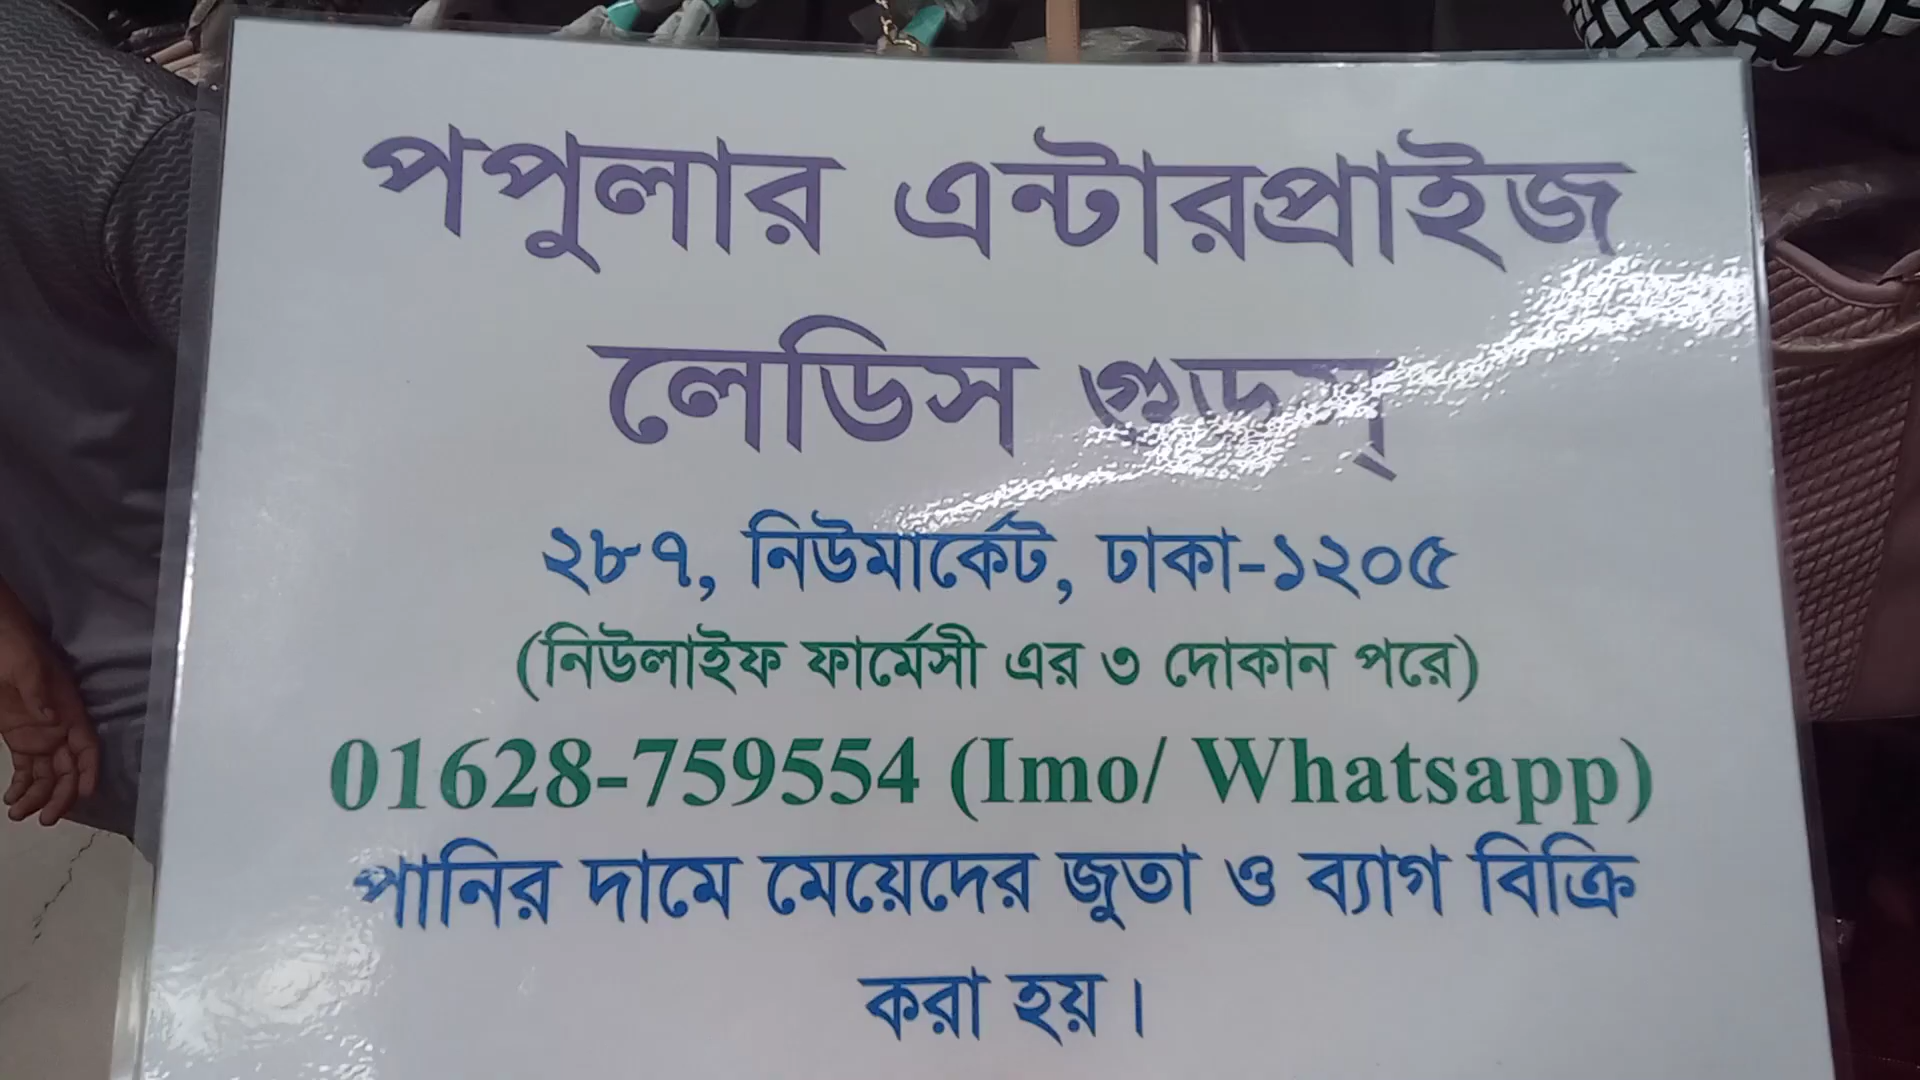 পপুলার এন্টারপ্রাইজ
লেডিস গুডস্
২৮৭, নিউমার্কেট, ঢাকা-১২০৫
(নিউলাইফ ফার্মেসী এর ৩ দোকান পরে)
01628-759554 (Imo/ Whatsapp)
পানির দামে মেয়েদের জুতা ও ব্যাগ বিক্রি
করা হয়।